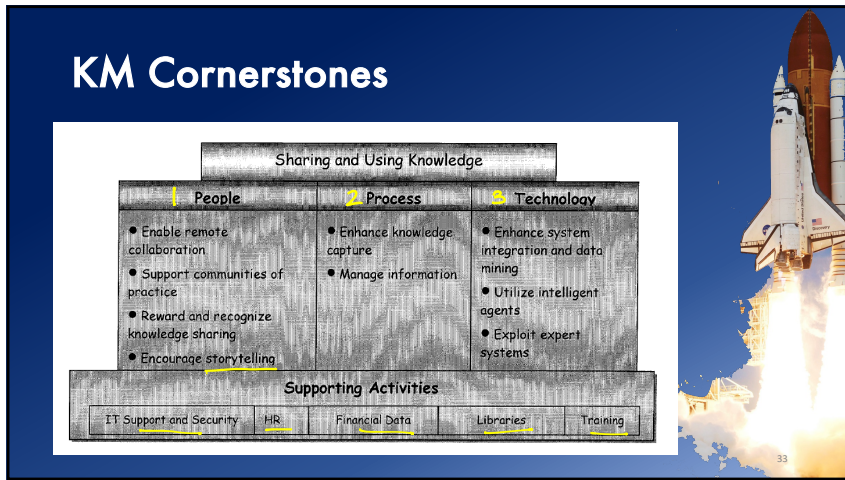 KM Cornerstones
Sharing and Using Knowledge
1 People
2 Process
3 Technology
● Enable remote
collaboration
● Support communities of
practice
● Reward and recognize
knowledge sharing
● Encourage storytelling
● Enhance knowledge
capture
● Manage information
● Enhance system
integration and data
mining
● Utilize intelligent
agents
● Exploit expert
systems
Supporting Activities
IT Support and Security
HR
Financial Data
Libraries
Training
33